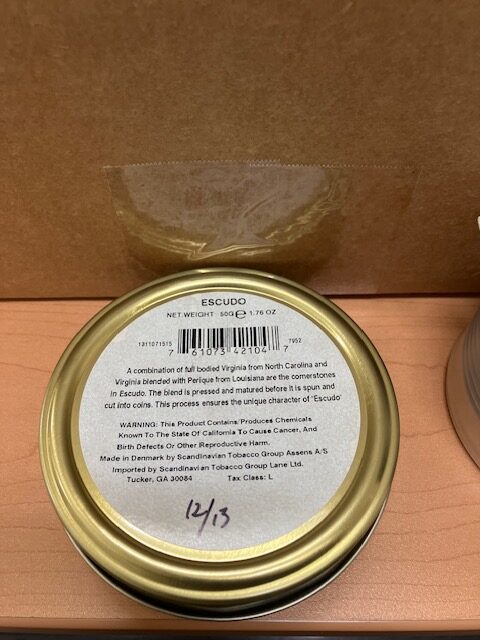 ESCUDO
NET.WEIGHT 50G e 1.76 OZ
1311071515 7952
7 61073 42104 7
A combination of full bodied Virginia from North Carolina and
Virginia blended with Perique from Louisiana are the cornerstones
in Escudo. The blend is pressed and matured before it is spun and
cut into coins. This process ensures the unique character of 'Escudo'
WARNING: This Product Contains/Produces Chemicals
Known To The State Of California To Cause Cancer, And
Birth Defects Or Other Reproductive Harm.
Made in Denmark by Scandinavian Tobacco Group Assens A/S
Imported by Scandinavian Tobacco Group Lane Ltd.
Tucker, GA 30084 Tax Class: L
12/13